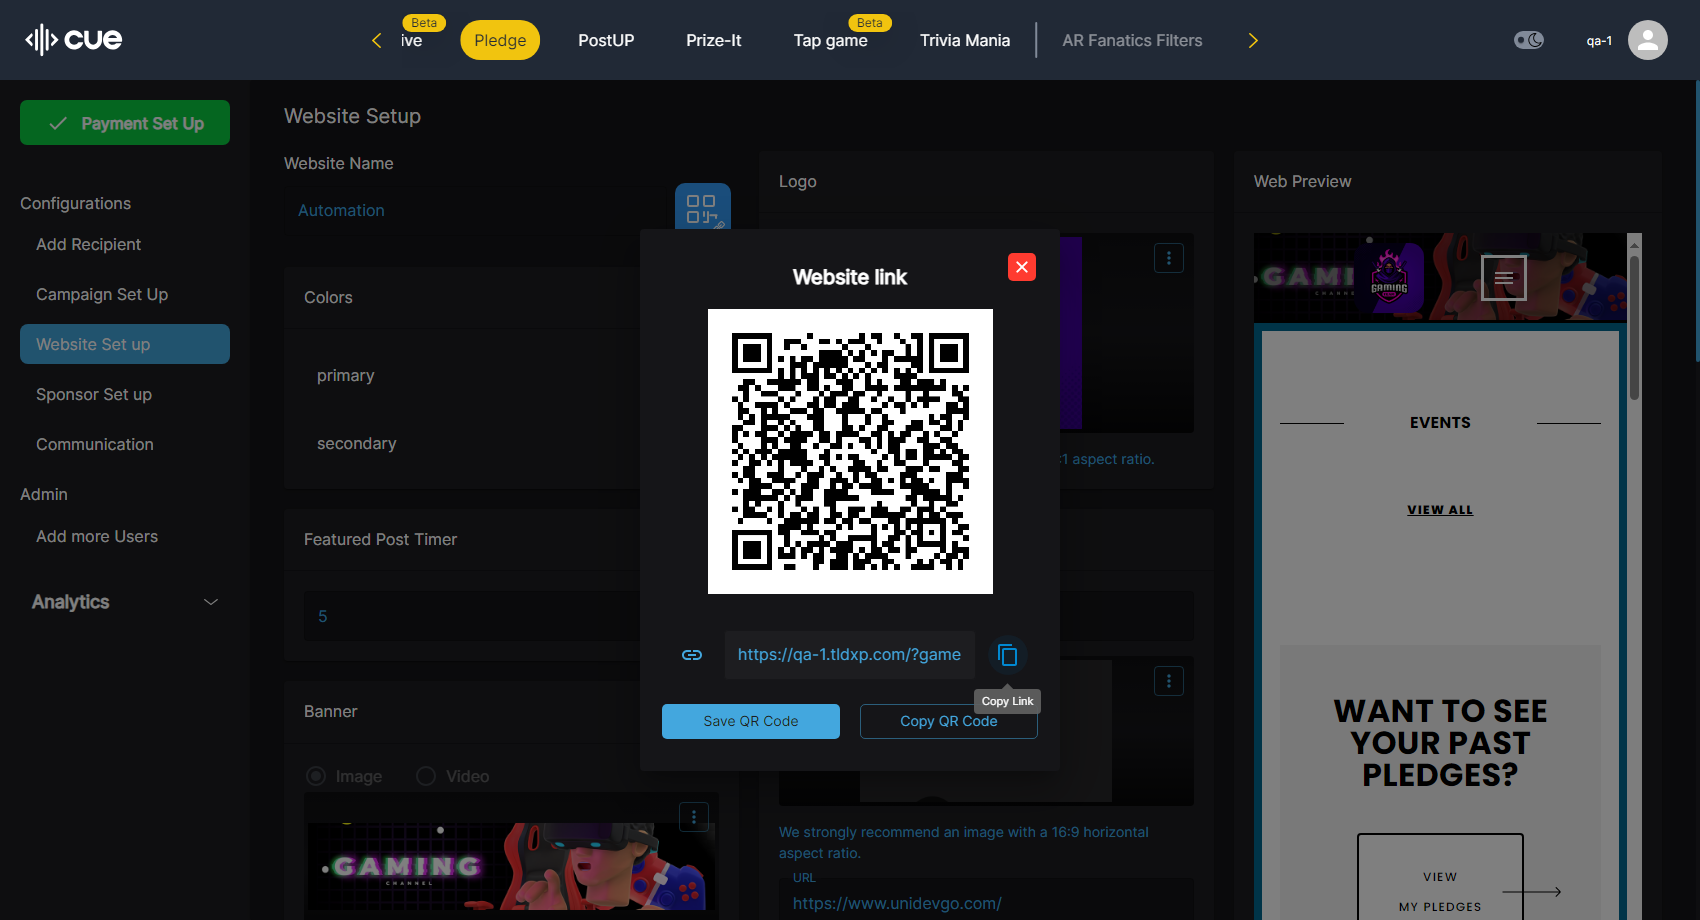 cue
ive
Beta
Pledge
PostUP
Prize-It
Tap game
Beta
Trivia Mania
AR Fanatics Filters
qa-1
Payment Set Up
Configurations
Add Recipient
Campaign Set Up
Website Set up
Sponsor Set up
Communication
Admin
Add more Users
Analytics
Website Setup
Website Name
Automation
Colors
primary
secondary
Featured Post Timer
5
Banner
Image
Video
GAMING
CHANNEL
Logo
:1 aspect ratio.
Website link
https://qa-1.tldxp.com/?game
Copy Link
Save QR Code
Copy QR Code
We strongly recommend an image with a 16:9 horizontal
aspect ratio.
URL
https://www.unidevgo.com/
Web Preview
GAMING
CHANNEL
GAMING
EVENTS
VIEW ALL
WANT TO SEE
YOUR PAST
PLEDGES?
VIEW
MY PLEDGES